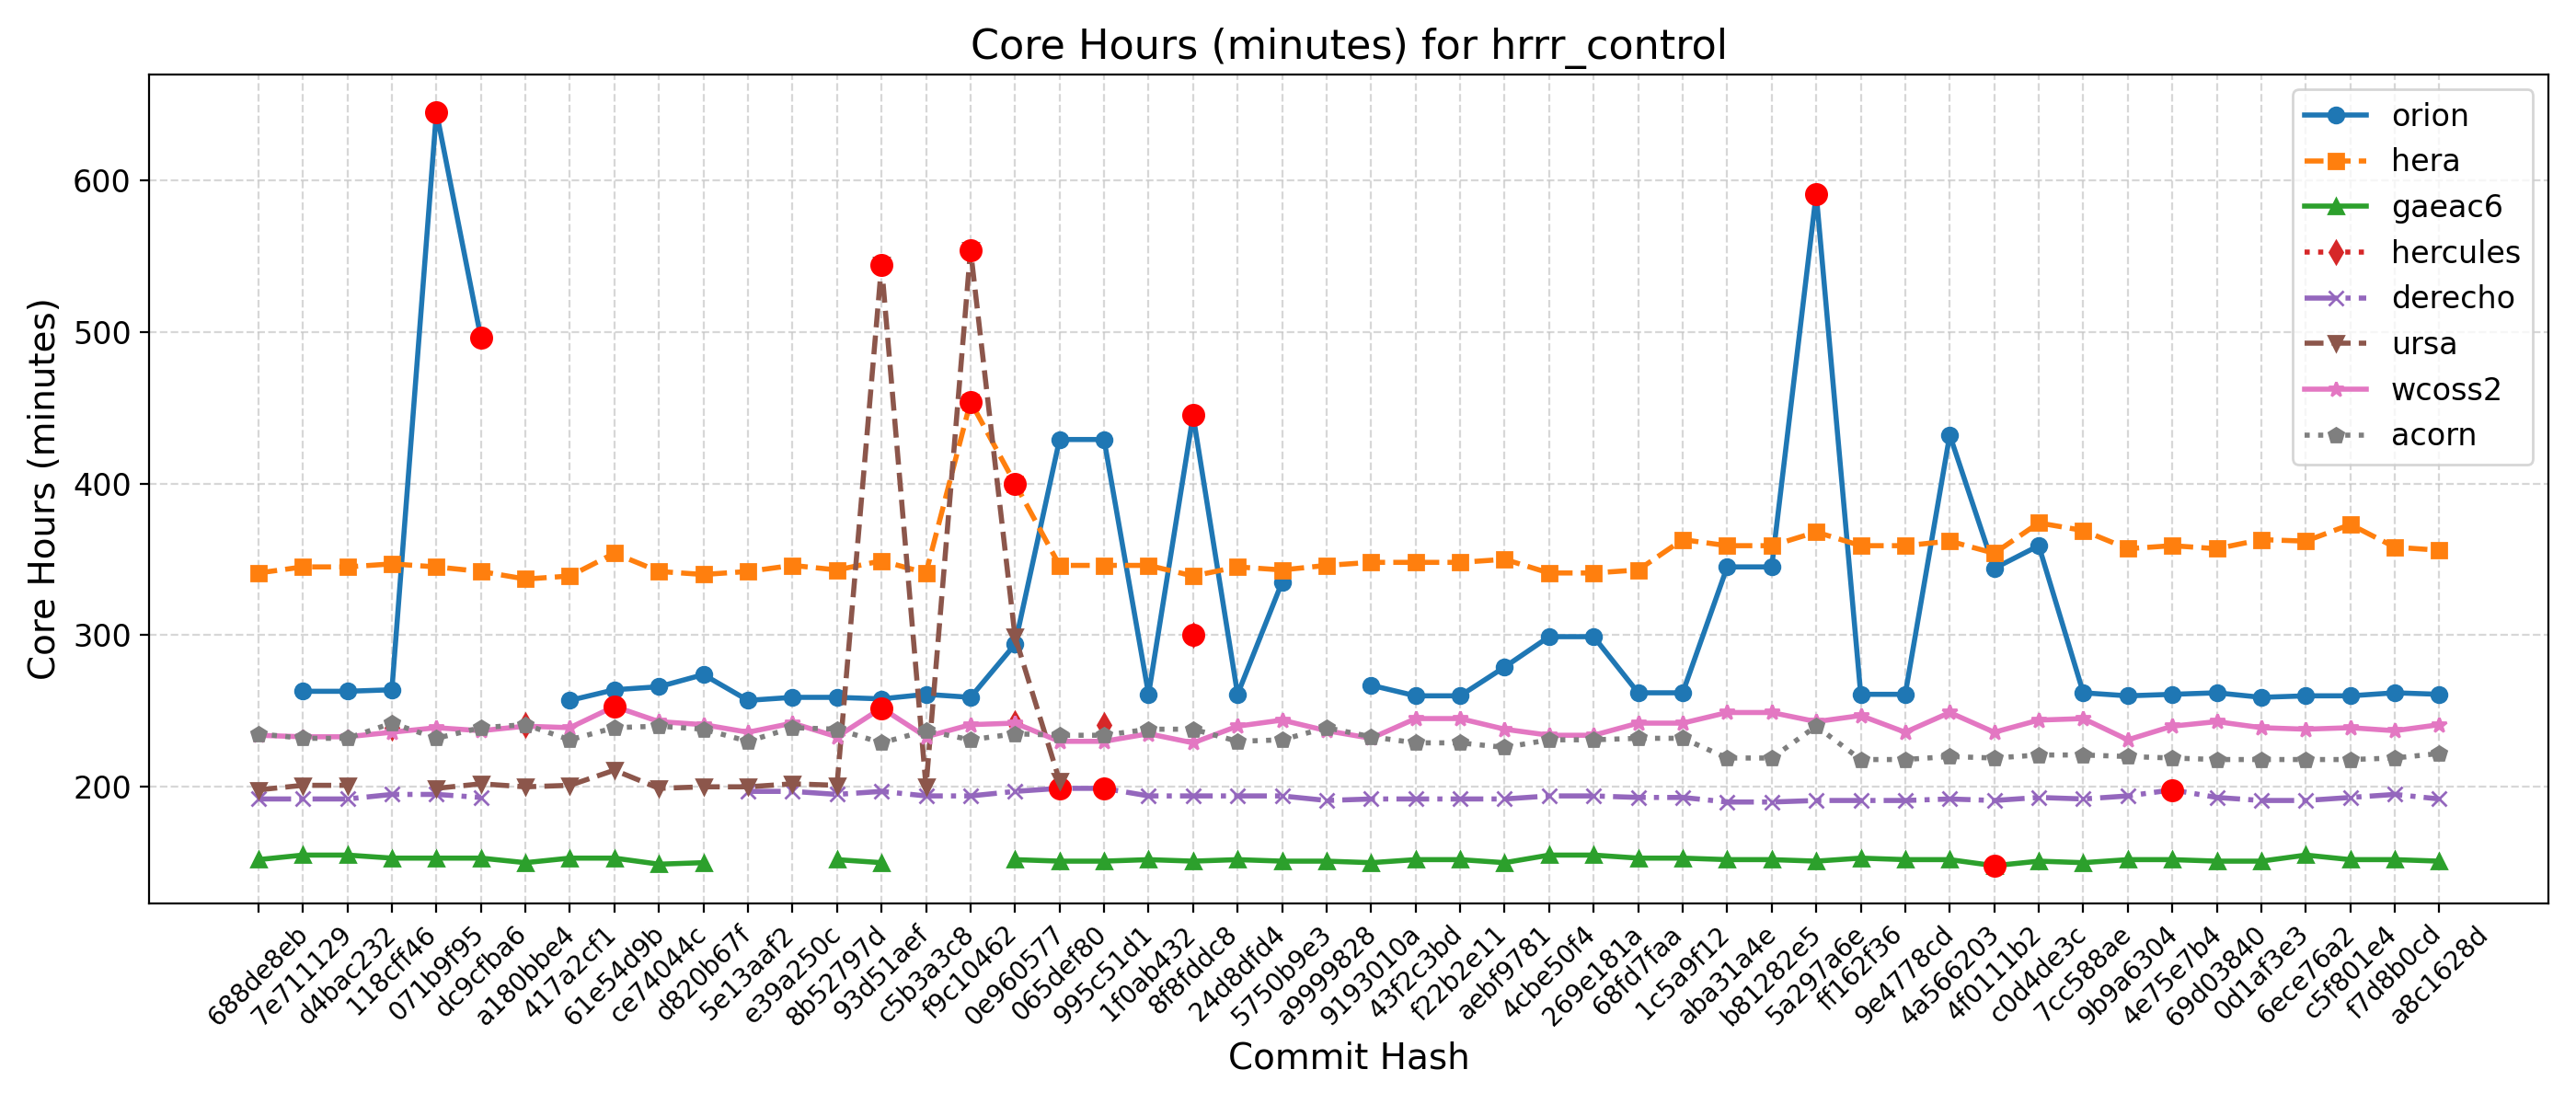 Core Hours (minutes) for hrrr_control
Core Hours (minutes)
600
500
400
300
200
orion
hera
gaeac6
hercules
derecho
ursa
wcoss2
acorn
688de8eb
7e711129
d4bac232
118cff46
071b9f95
dc9cfba6
a180bbe4
417a2cf1
61e54d9b
ce74044c
d820b67f
5e13aaf2
e39a250c
8b52797d
93d51aef
c5b3a3c8
f9c10462
0e960577
065def80
995c51d1
1f0ab432
8f8fddc8
24d8dfd4
5750b9e3
a9999828
9193010a
43f2c3bd
f22b2e11
aebf9781
4cbe50f4
269e181a
68fd7faa
1c5a9f12
aba31a4e
b81282e5
5a297a6e
ff162f36
9e4778cd
4a566203
4f0111b2
c0d4de3c
7cc588ae
9b9a6304
4e75e7b4
69d03840
0d1af3e3
6ece76a2
c5f801e4
f7d8b0cd
a8c1628d
Commit Hash